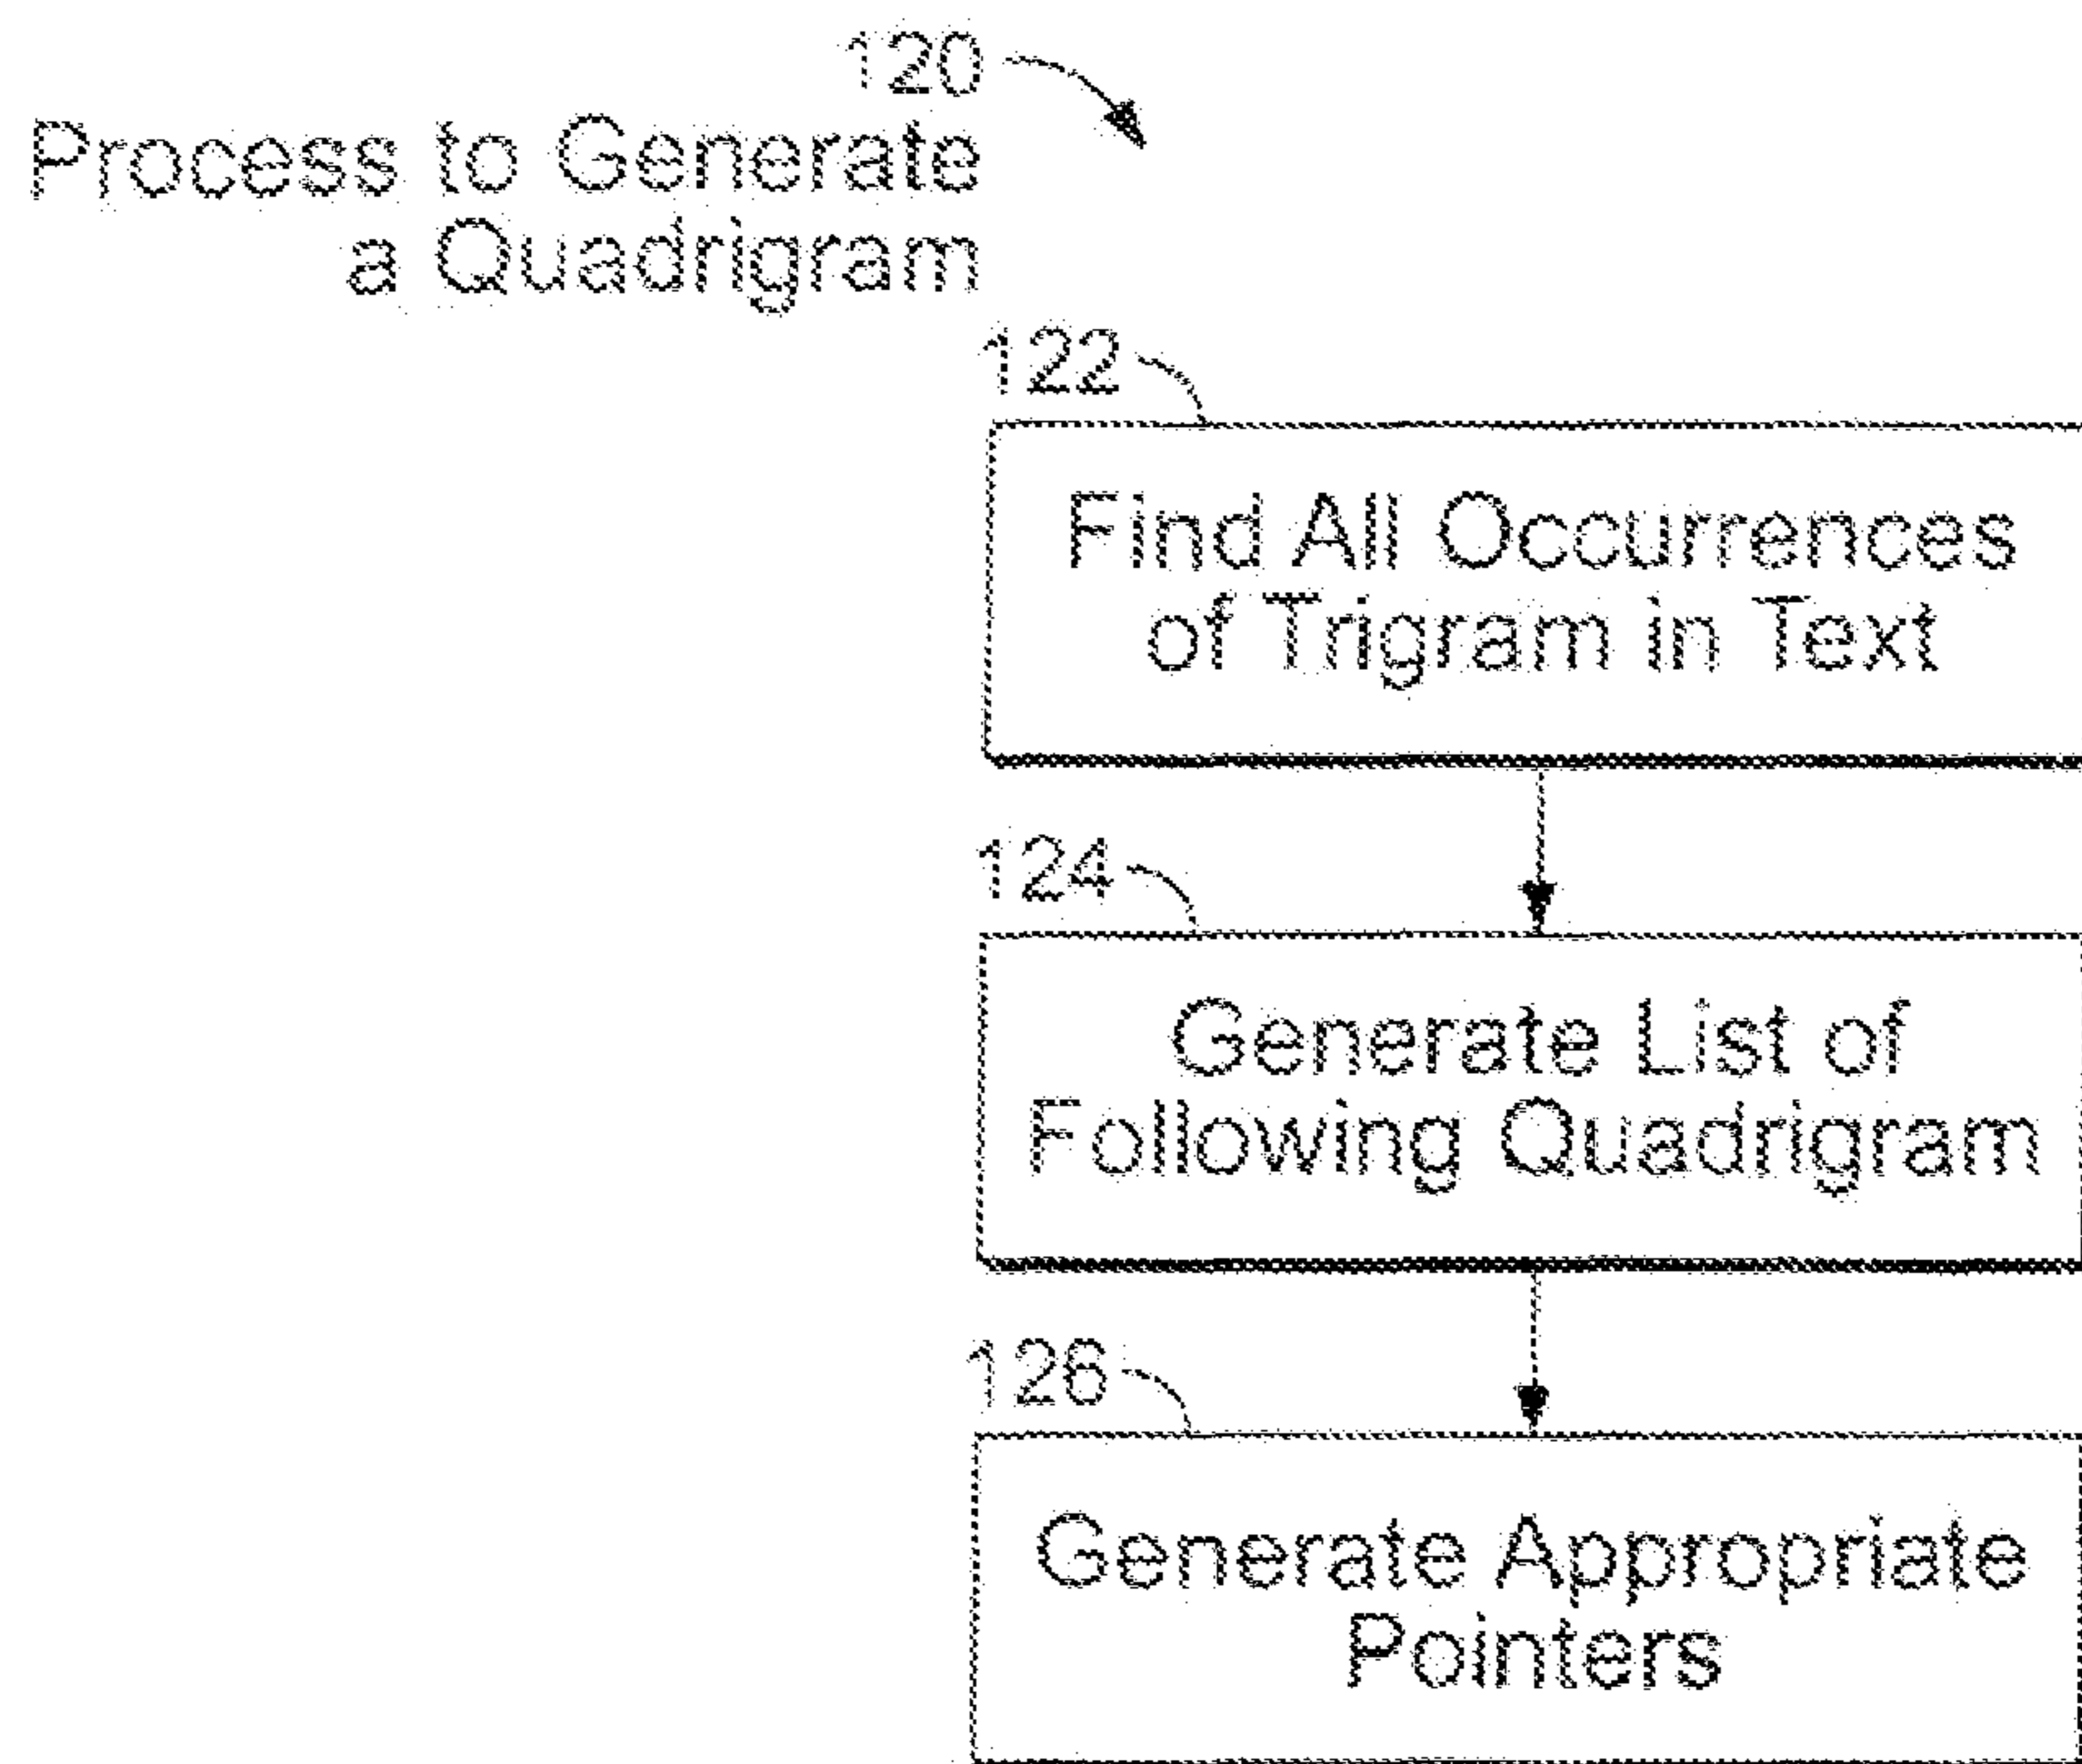 120
Process to Generate
a Quadrigram
122
Find All Occurrences
of Trigram in Text
124
Generate List of
Following Quadrigram
126
Generate Appropriate
Pointers